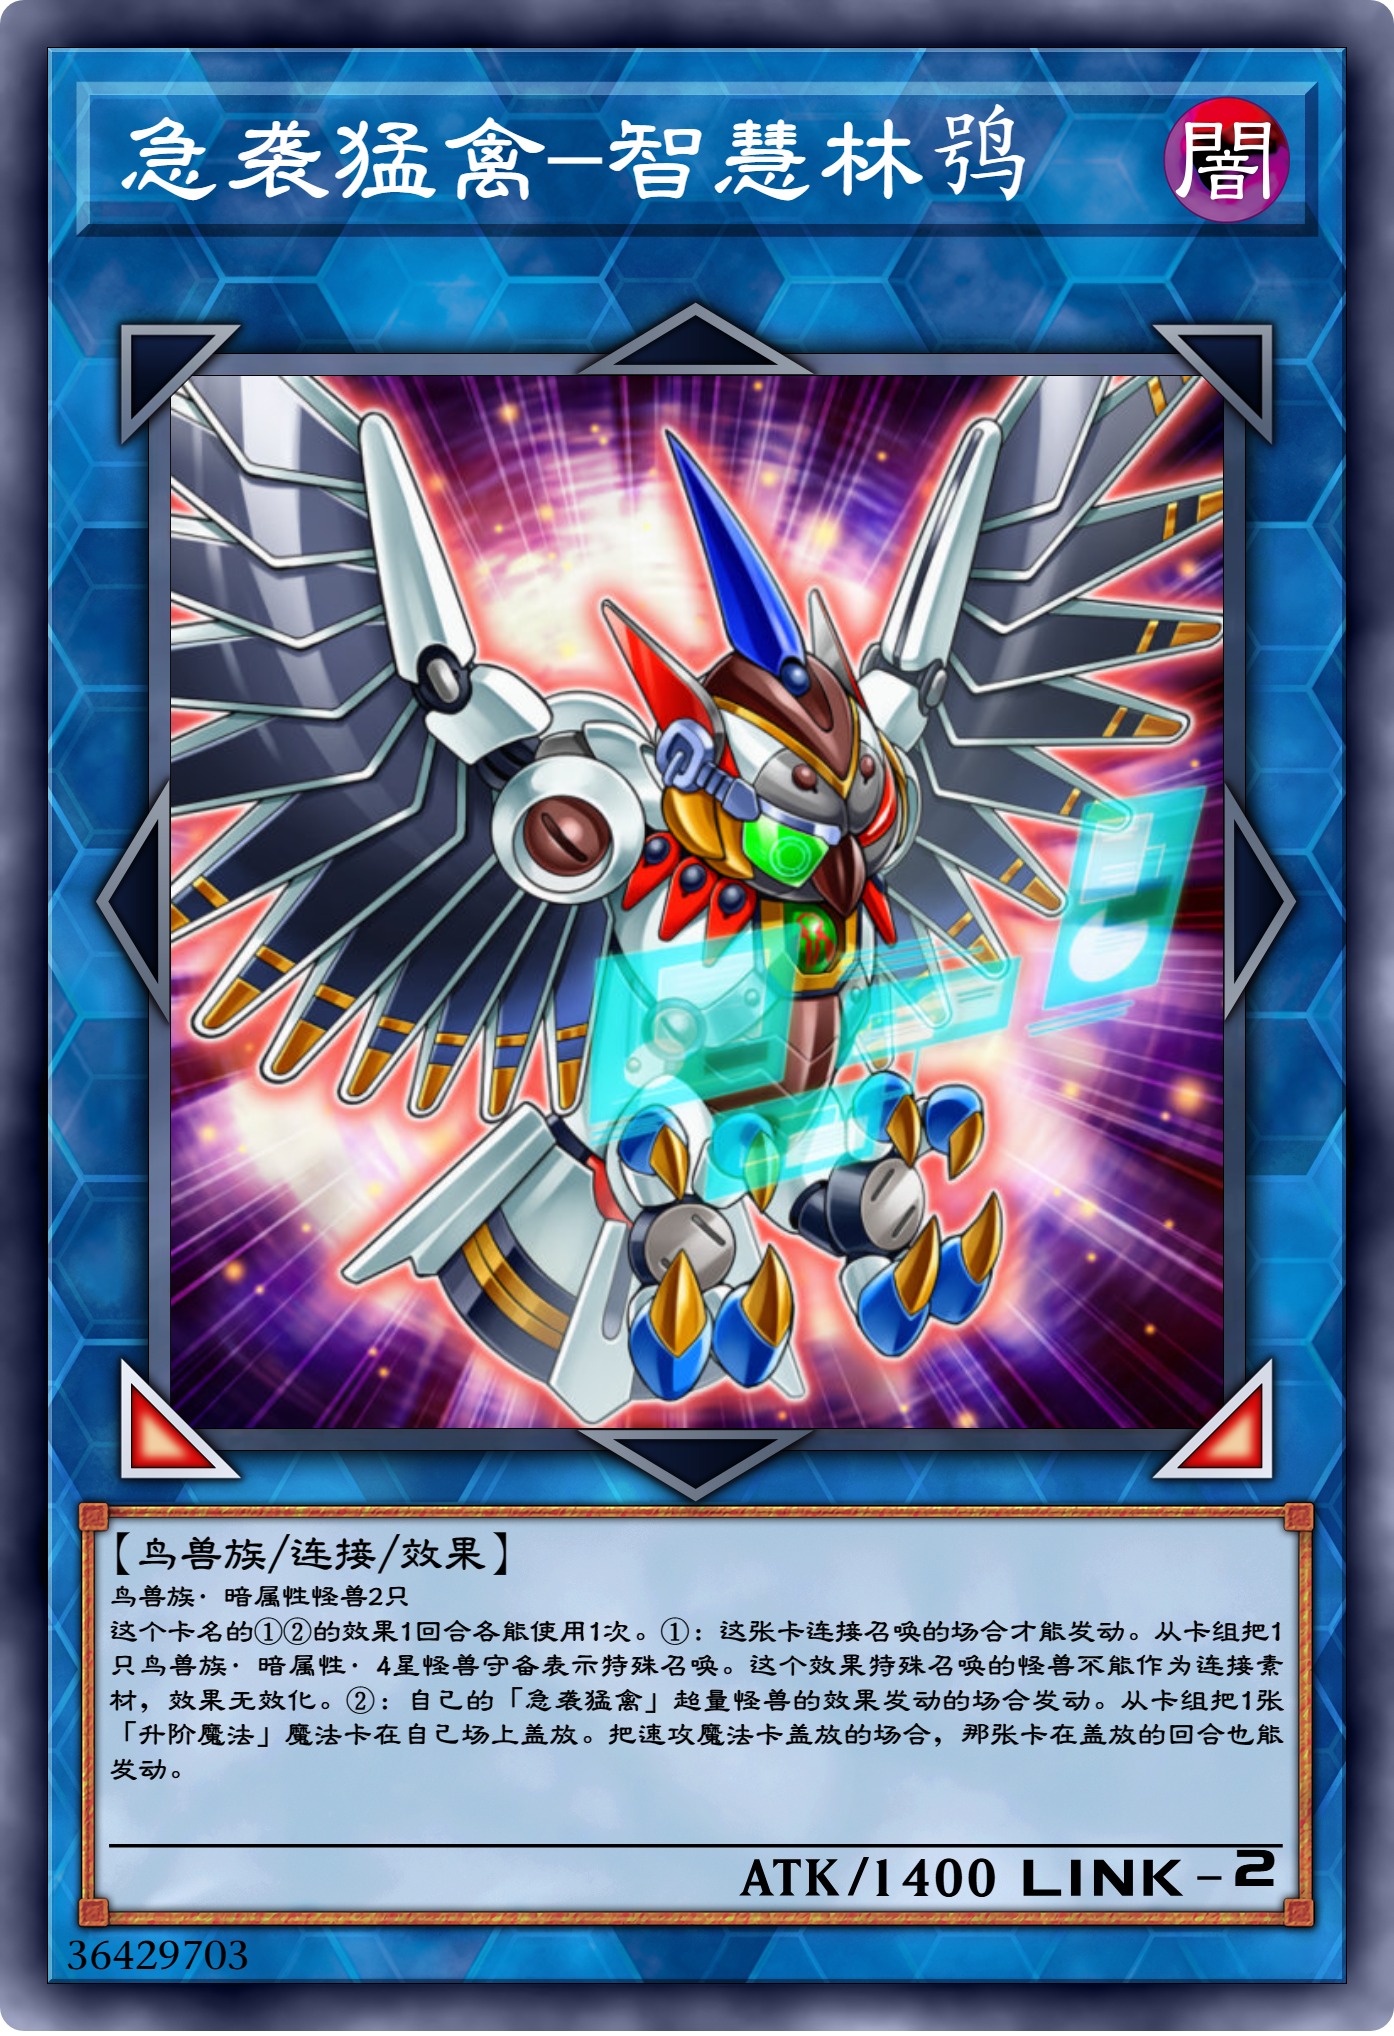 急袭猛禽-智慧林鸮
闇
【鸟兽族/连接/效果】
鸟兽族·暗属性怪兽2只
这个卡名的①②的效果1回合各能使用1次。①：这张卡连接召唤的场合才能发动。从卡组把1
只鸟兽族·暗属性·4星怪兽守备表示特殊召唤。这个效果特殊召唤的怪兽不能作为连接素
材，效果无效化。②：自己的「急袭猛禽」超量怪兽的效果发动的场合发动。从卡组把1张
「升阶魔法」魔法卡在自己场上盖放。把速攻魔法卡盖放的场合，那张卡在盖放的回合也能
发动。
ATK/1400 LINK-2
36429703